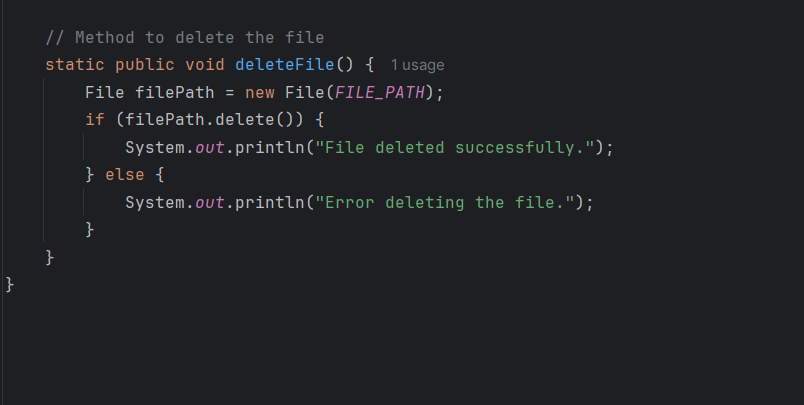 // Method to delete the file
static public void deleteFile() { 1 usage
File filePath = new File(FILE_PATH);
if (filePath.delete()) {
System.out.println("File deleted successfully.");
} else {
System.out.println("Error deleting the file.");
}
}
}